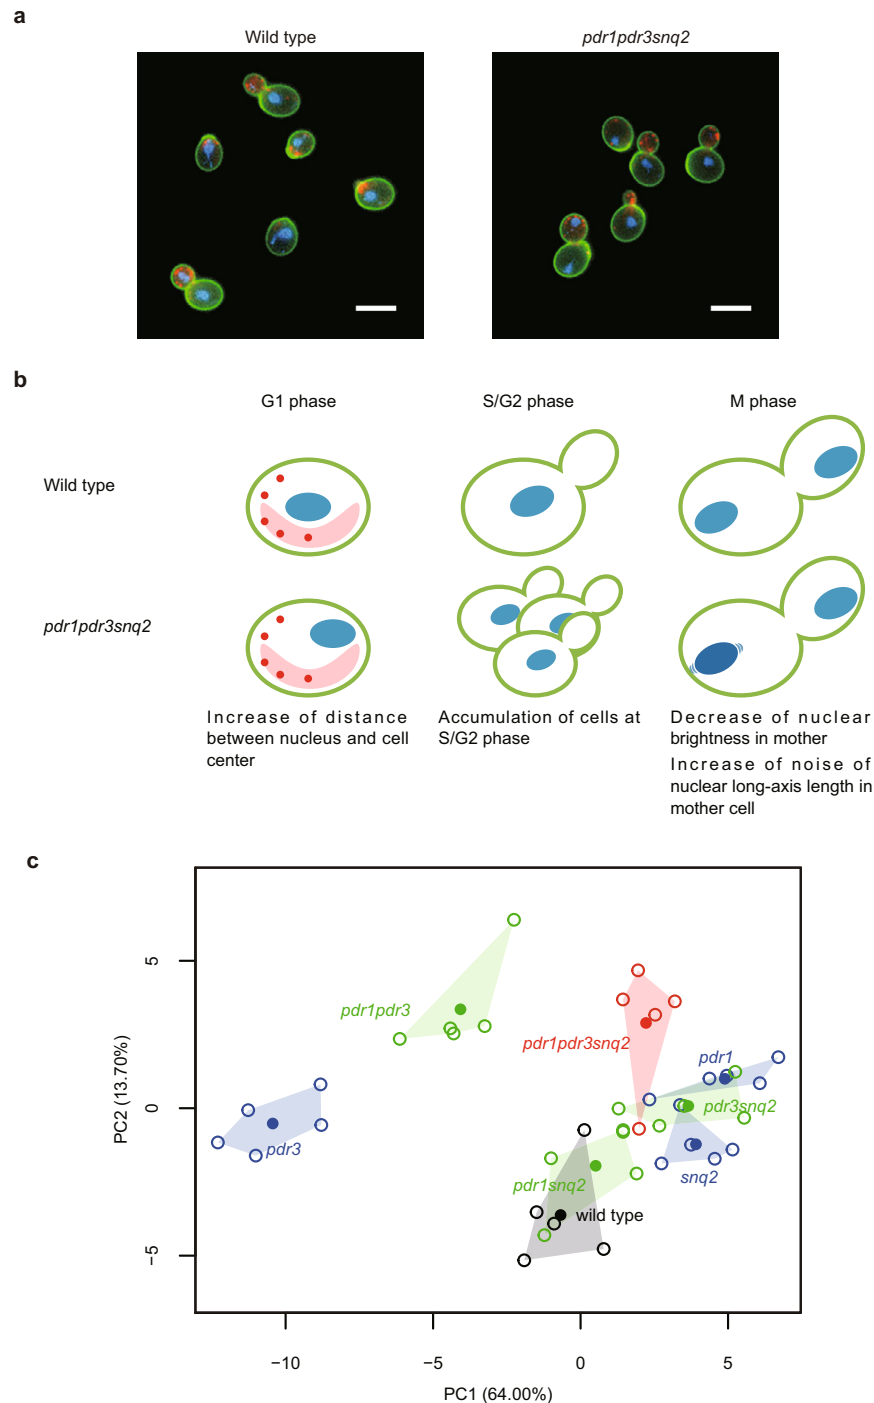 a
Wild type
pdr1pdr3snq2
b
G1 phase
S/G2 phase
M phase
Wild type
pdr1pdr3snq2
Increase of distance
between nucleus and cell
center
Accumulation of cells at
S/G2 phase
Decrease of nuclear
brightness in mother
Increase of noise of
nuclear long-axis length in
mother cell
c
5
0
−5
PC2 (13.70%)
pdr1pdr3
pdr1pdr3snq2
pdr1
pdr3snq2
pdr3
snq2
pdr1snq2
wild type
−10
−5
0
5
PC1 (64.00%)